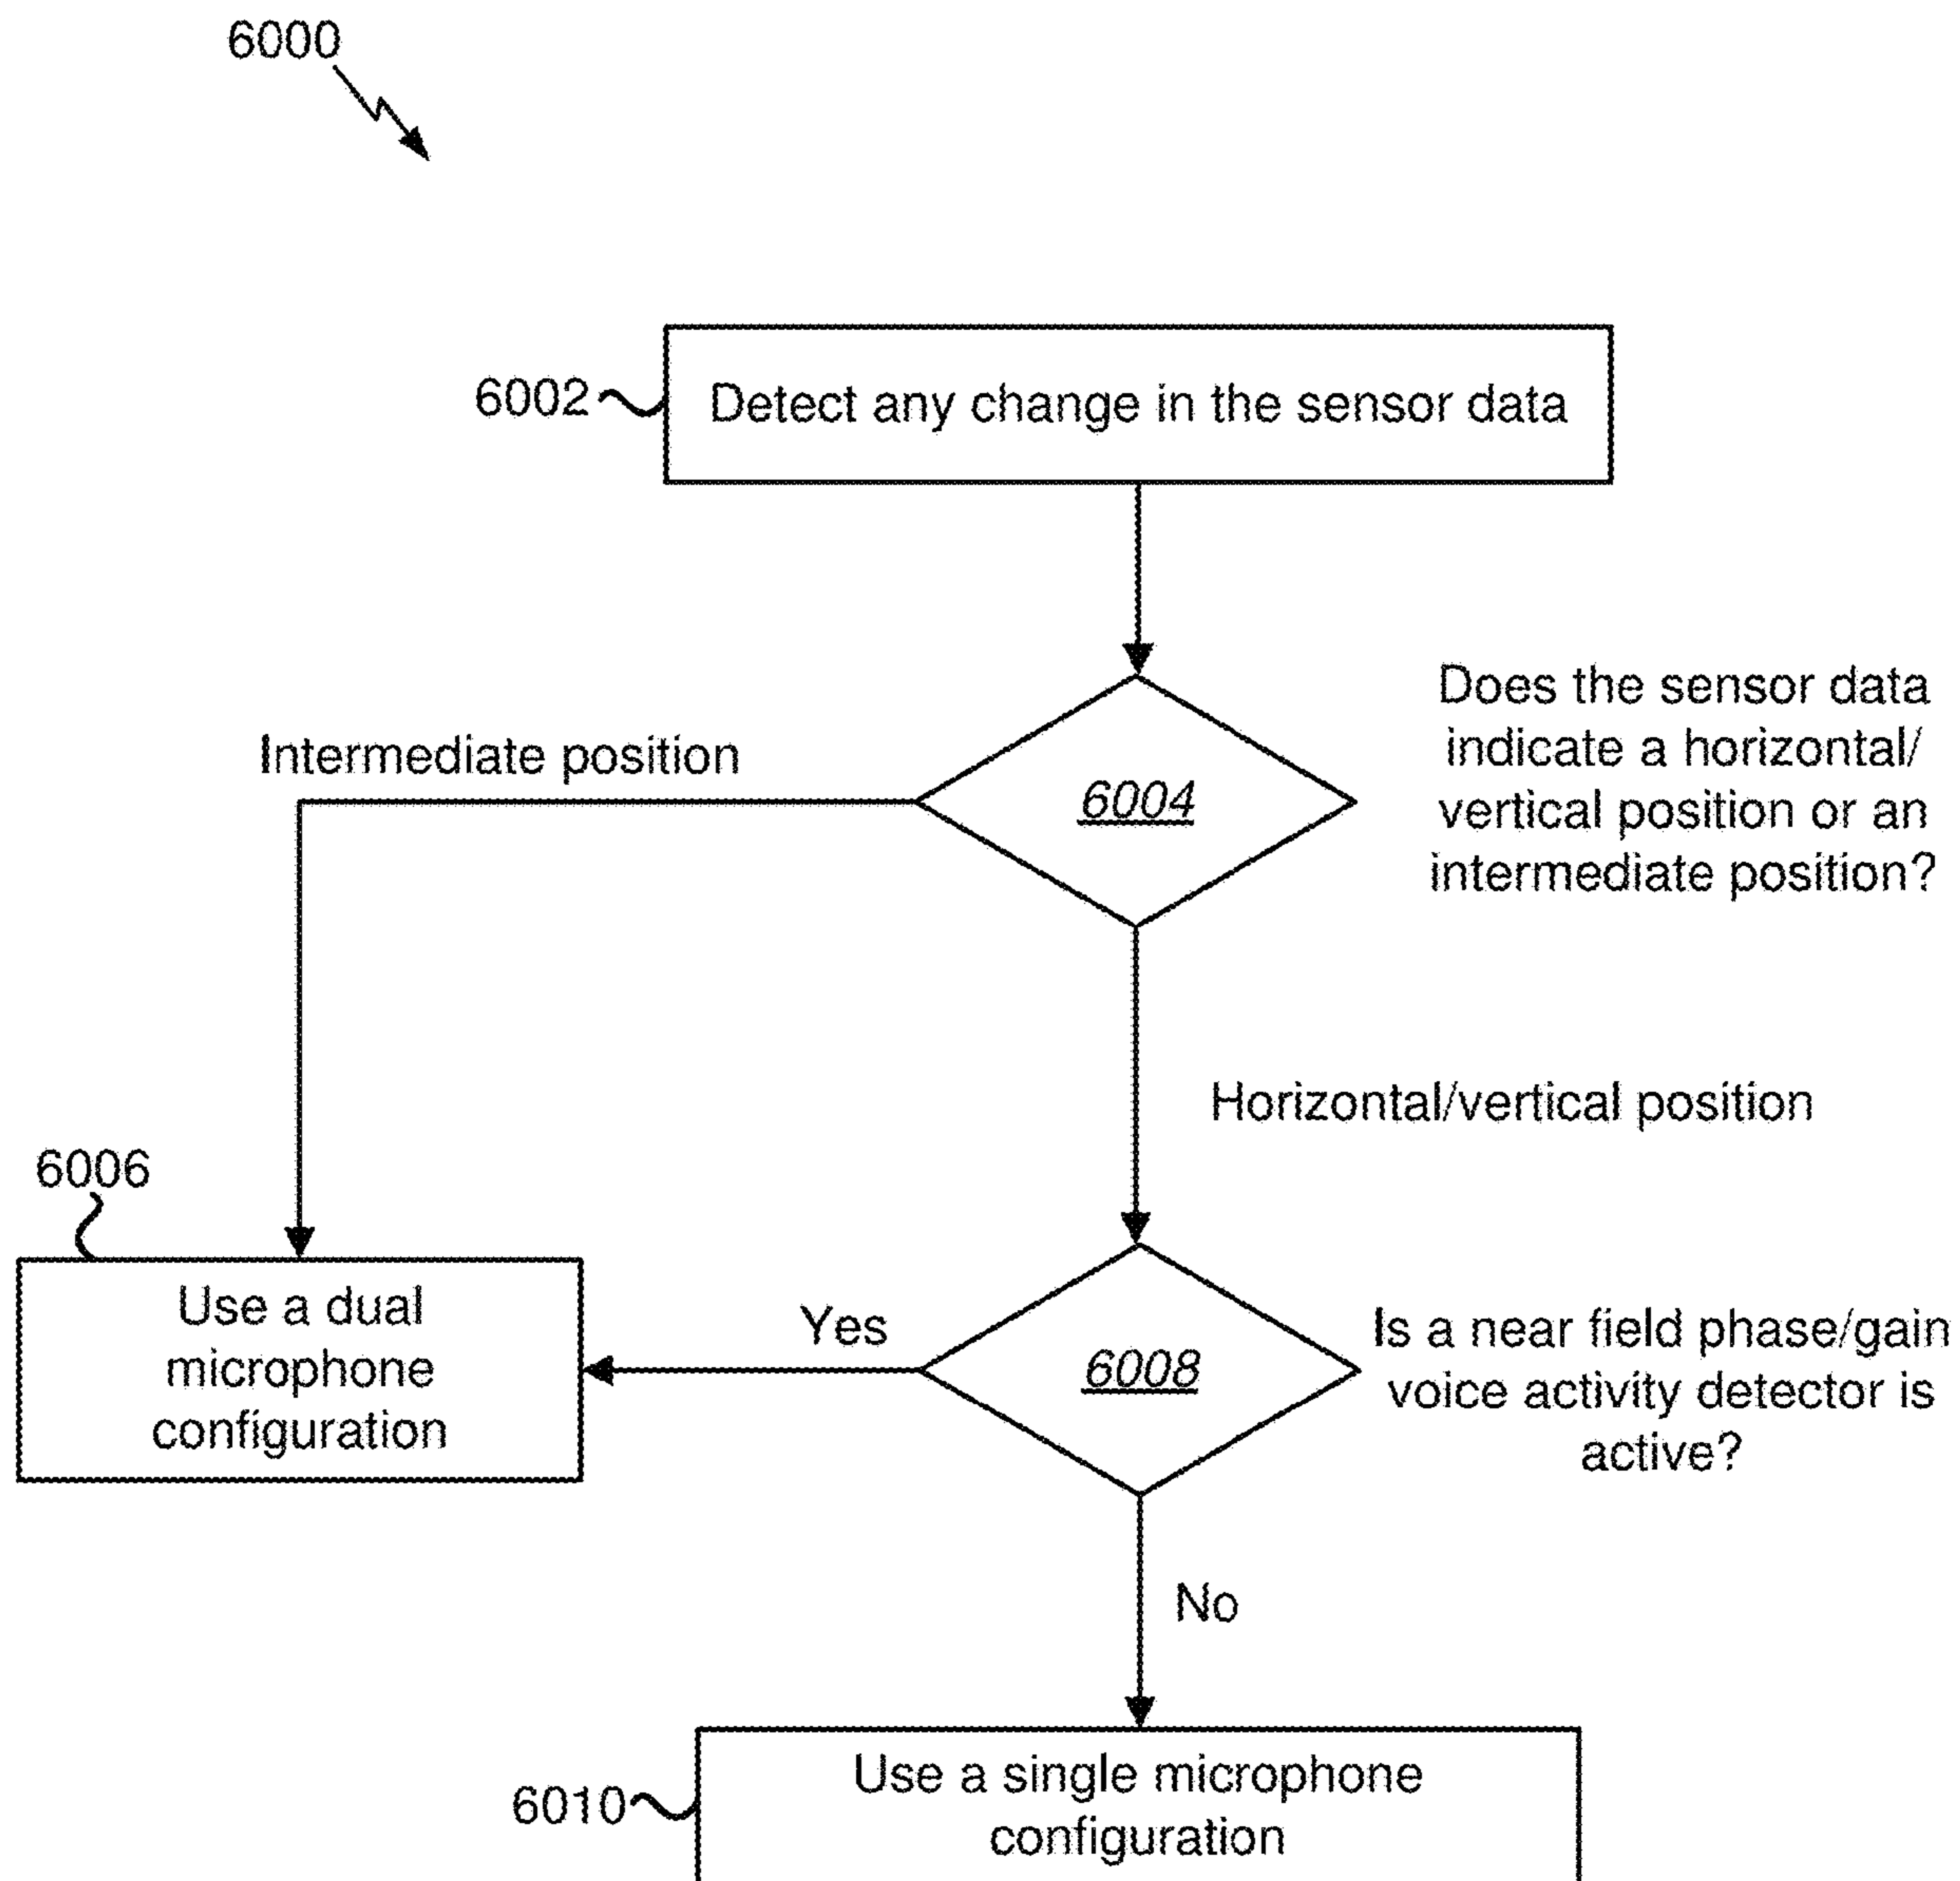 6000
6002
Detect any change in the sensor data
Does the sensor data
indicate a horizontal/
vertical position or an
intermediate position?
Intermediate position
6004
Horizontal/vertical position
6006
Use a dual
microphone
configuration
Yes
6008
Is a near field phase/gain
voice activity detector is
active?
No
6010
Use a single microphone
configuration